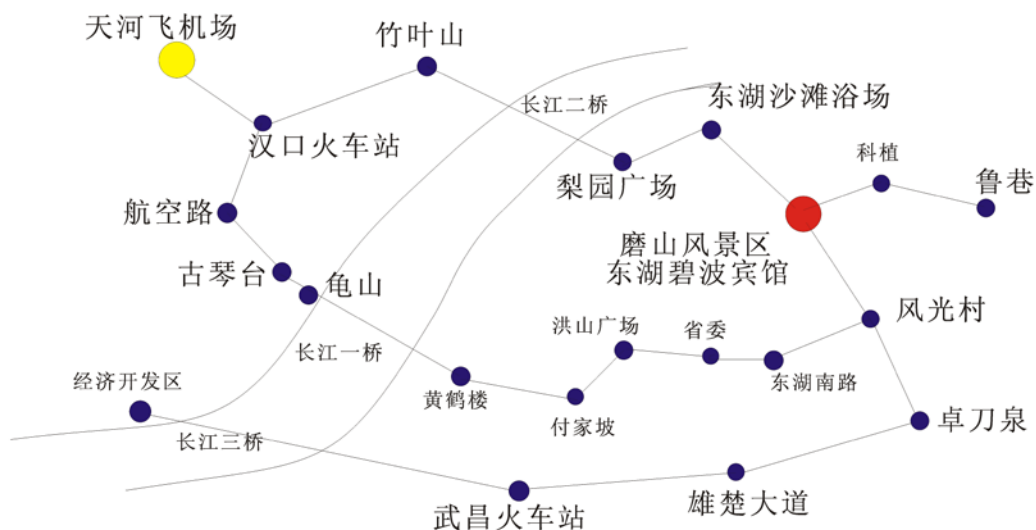 天河飞机场
竹叶山
长江二桥
东湖沙滩浴场
汉口火车站
科植
梨园广场
鲁巷
航空路
磨山风景区
东湖碧波宾馆
古琴台
龟山
风光村
洪山广场
省委
长江一桥
经济开发区
黄鹤楼
东湖南路
付家坡
卓刀泉
长江三桥
雄楚大道
武昌火车站